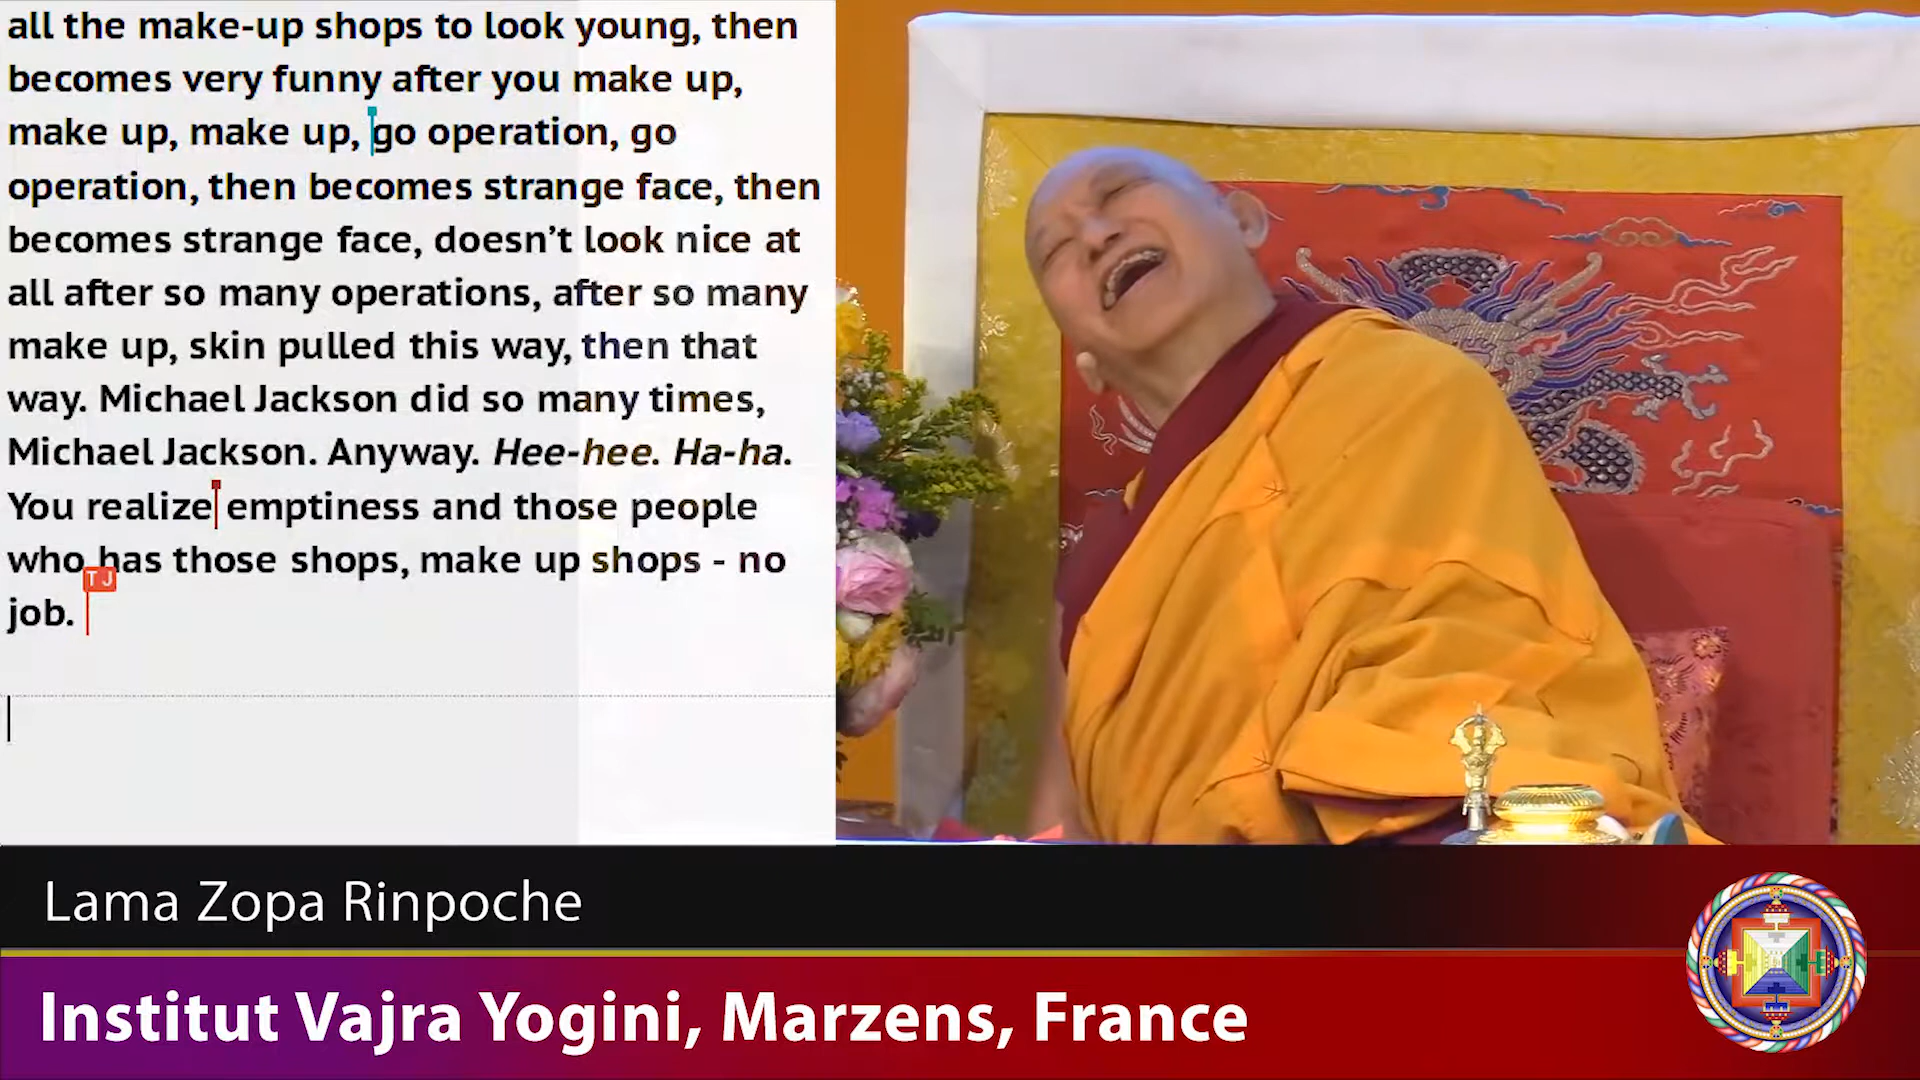 all the make-up shops to look young, then
becomes very funny after you make up,
make up, make up, go operation, go
operation, then becomes strange face, then
becomes strange face, doesn’t look nice at
all after so many operations, after so many
make up, skin pulled this way, then that
way. Michael Jackson did so many times,
Michael Jackson. Anyway. Hee-hee. Ha-ha.
You realize emptiness and those people
who has those shops, make up shops - no
TJ
job.
Lama Zopa Rinpoche
Institut Vajra Yogini, Marzens, France